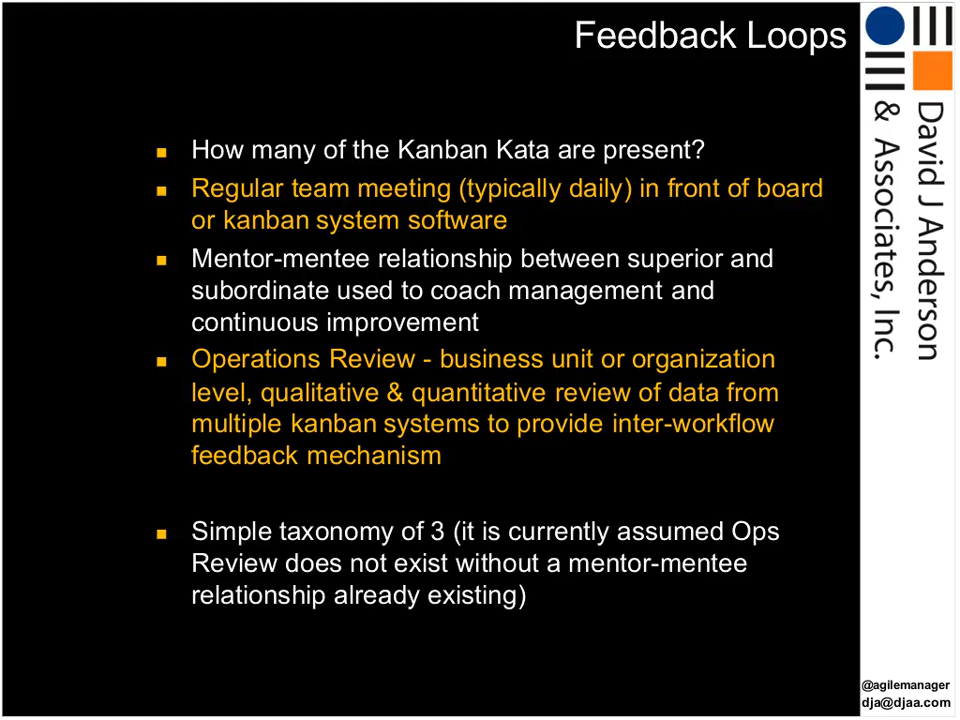 Feedback Loops
How many of the Kanban Kata are present?
Regular team meeting (typically daily) in front of board
or kanban system software
Mentor-mentee relationship between superior and
subordinate used to coach management and
continuous improvement
Operations Review - business unit or organization
level, qualitative & quantitative review of data from
multiple kanban systems to provide inter-workflow
feedback mechanism
Simple taxonomy of 3 (it is currently assumed Ops
Review does not exist without a mentor-mentee
relationship already existing)
David J Anderson
& Associates, Inc.
@agilemanager
dja@djaa.com